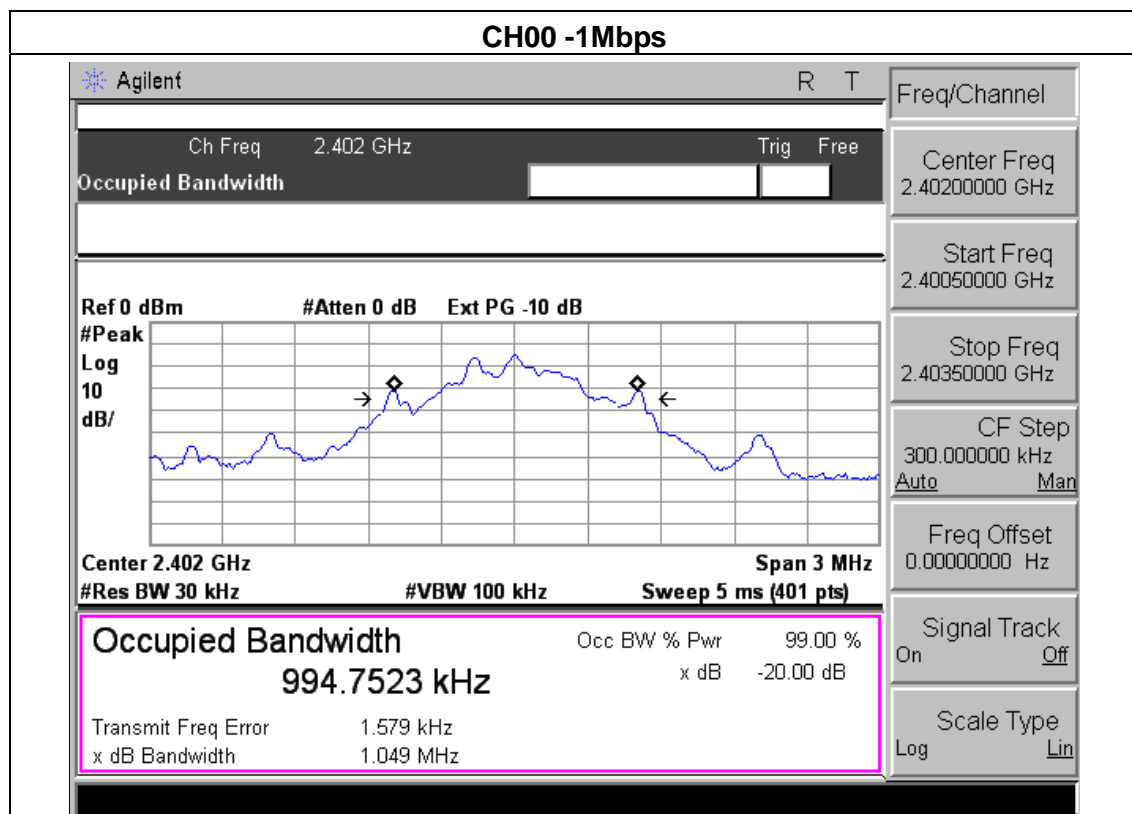 CH00 -1Mbps
Agilent R T
Freq/Channel
Ch Freq 2.402 GHz Trig Free
Occupied Bandwidth
Center Freq
2.40200000 GHz
Start Freq
2.40050000 GHz
Ref 0 dBm #Atten 0 dB Ext PG -10 dB
#Peak
Log
10
dB/
Stop Freq
2.40350000 GHz
CF Step
300.000000 kHz
Auto Man
Center 2.402 GHz Span 3 MHz
#Res BW 30 kHz #VBW 100 kHz Sweep 5 ms (401 pts)
Freq Offset
0.00000000 Hz
Occupied Bandwidth Occ BW % Pwr 99.00 %
994.7523 kHz x dB -20.00 dB
Transmit Freq Error 1.579 kHz
x dB Bandwidth 1.049 MHz
Signal Track
On Off
Scale Type
Log Lin